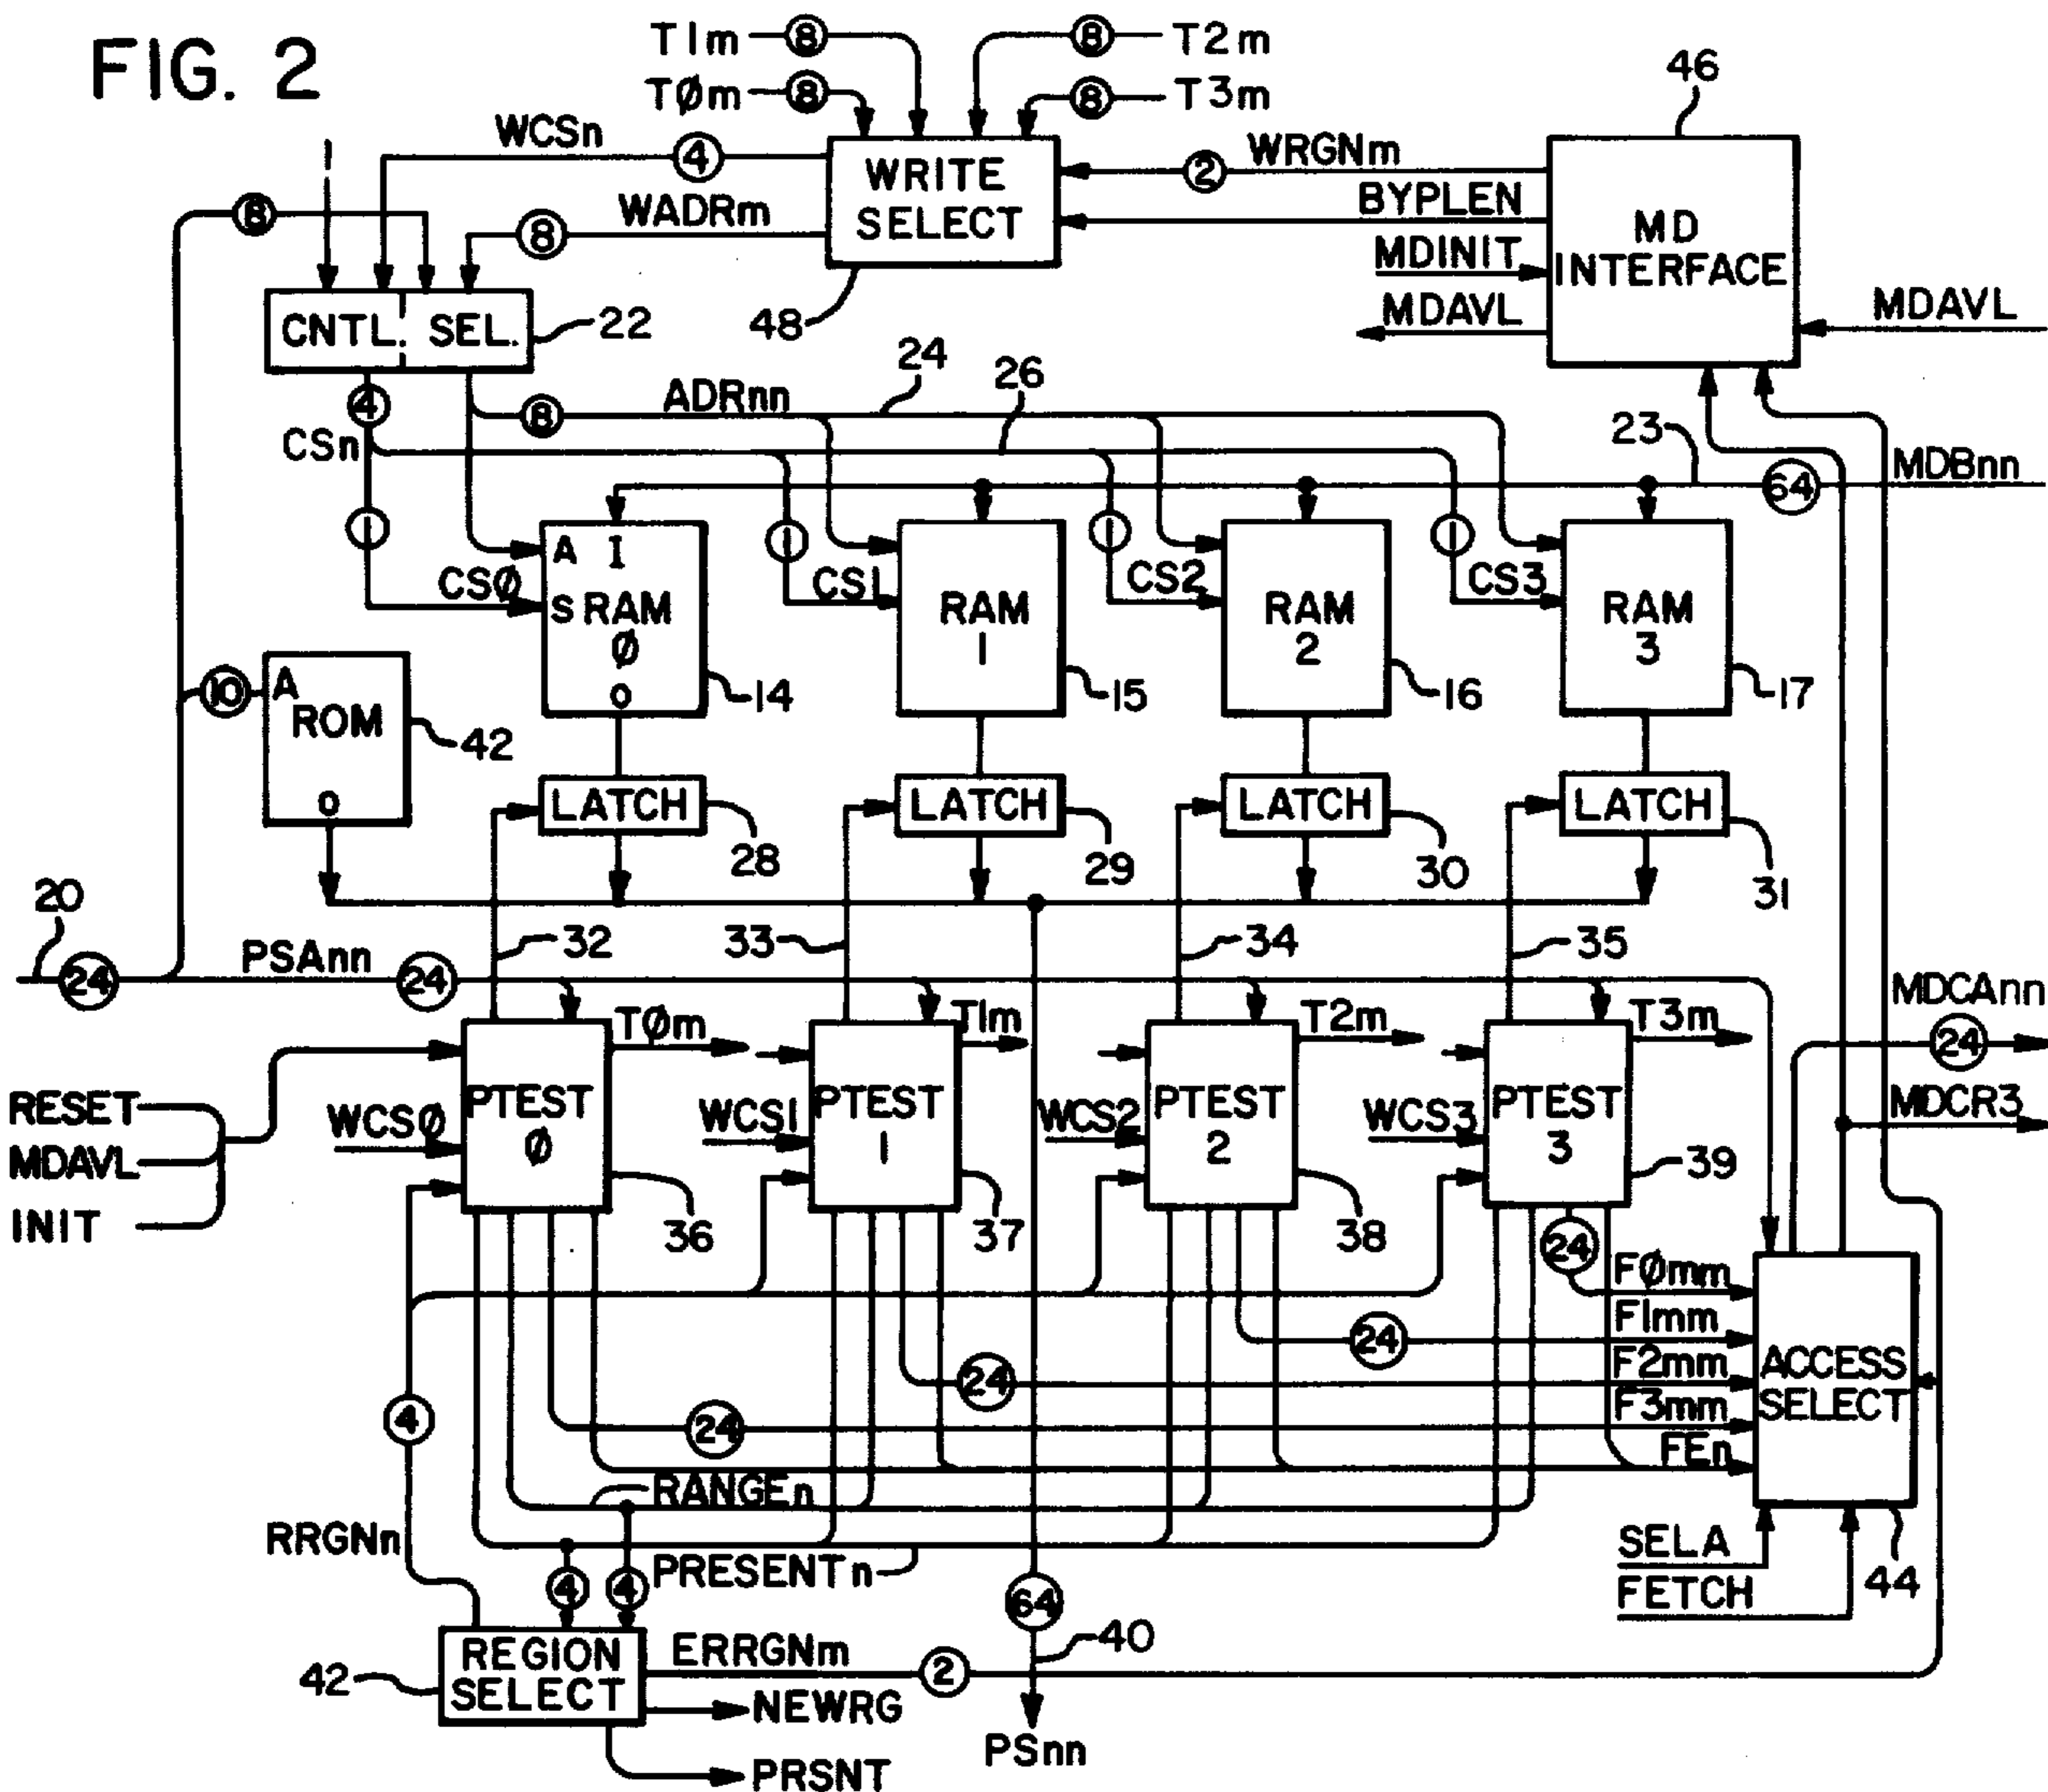 FIG. 2
T1m 8 8 T2m
TØm 8 8 T3m
46
WCSn 4
WRITE SELECT
2 WRGNm
BYPLEN
MDINIT
MDAVL
MD INTERFACE
MDAVL
8
WADRm
8
48
CNTL. SEL. 22
4
CSn
8 ADRnn 24
26
23
64 MDBnn
1 CSØ
A I
S RAM
Ø
O
14
1 CS1
RAM
1
15
1 CS2
RAM
2
16
1 CS3
RAM
3
17
10 A
ROM
O
42
LATCH 28
LATCH 29
LATCH 30
LATCH 31
20
24 PSAnn 24
32
33
34
35
MDCAnn
24
MDCR3
RESET
MDAVL
INIT
WCSØ
PTEST
Ø
36
TØm
WCS1
PTEST
1
37
T1m
WCS2
PTEST
2
38
T2m
WCS3
PTEST
3
39
T3m
24 FØmm
24 F1mm
24 F2mm
24 F3mm
FEn
ACCESS
SELECT
4
RRGNn
RANGEn
PRESENTn
4 4
64
40
PSnn
SELA
FETCH
44
42
REGION
SELECT
ERRGNm 2
NEWRG
PRSNT